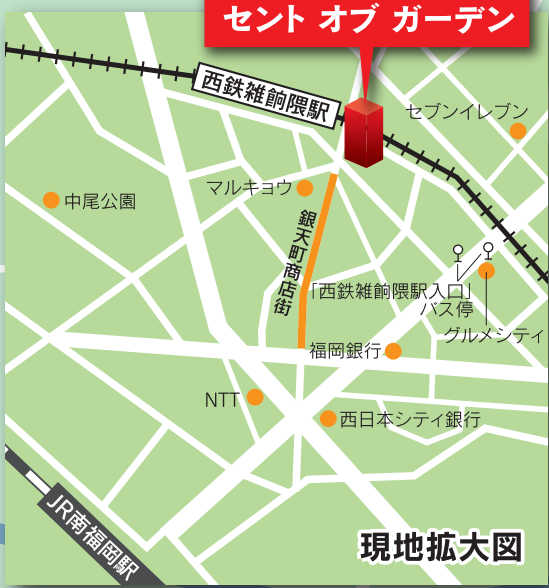 セント オブ ガーデン
西鉄雑餉隈駅
セブンイレブン
マルキョウ
中尾公園
銀天町商店街
「西鉄雑餉隈駅入口」
バス停
グルメシティ
福岡銀行
NTT
西日本シティ銀行
JR南福岡駅
現地拡大図